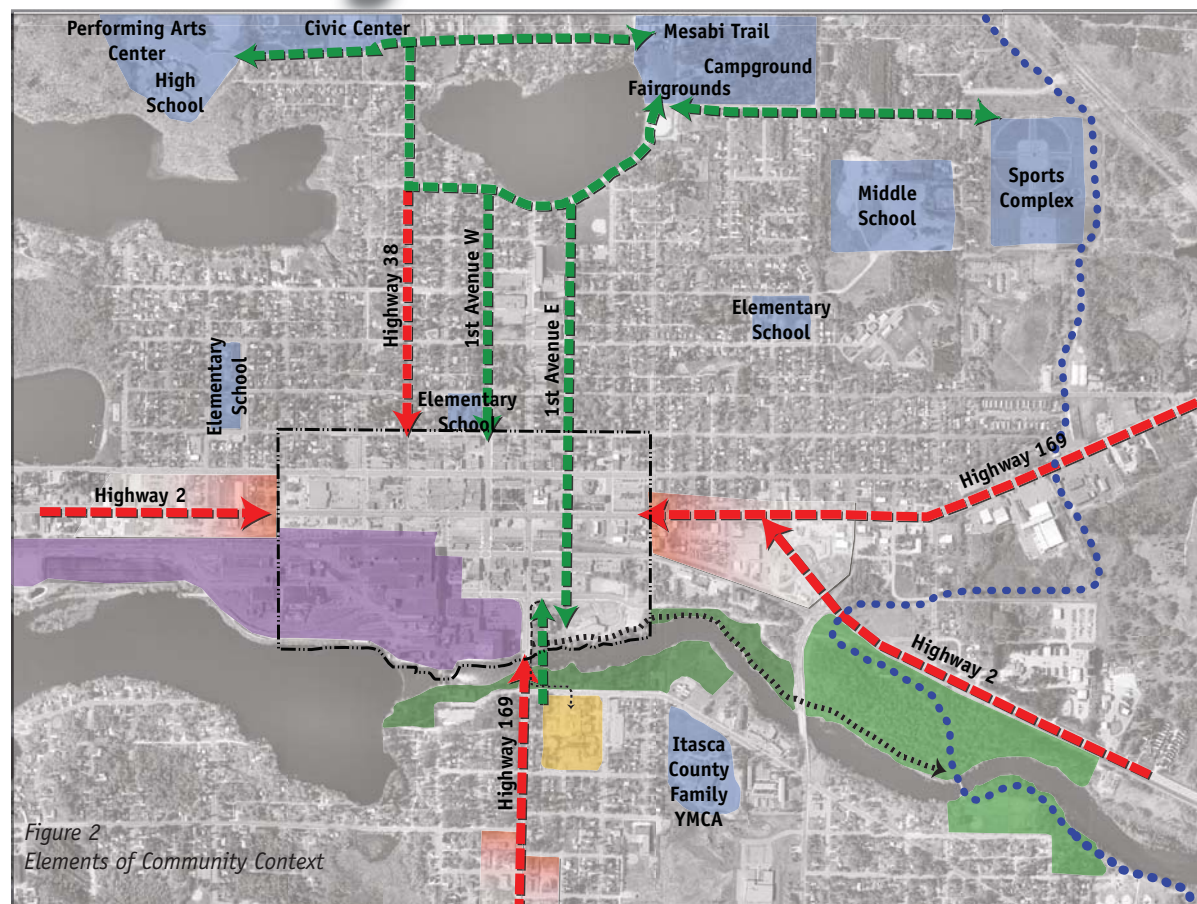 Performing Arts
Center
High
School
Civic Center
Mesabi Trail
Campground
Fairgrounds
Middle
School
Sports
Complex
Highway 38
1st Avenue W
1st Avenue E
Elementary
School
Elementary
School
Elementary
School
Highway 2
Highway 169
Highway 2
Highway 169
Itasca
County
Family
YMCA
Figure 2
Elements of Community Context